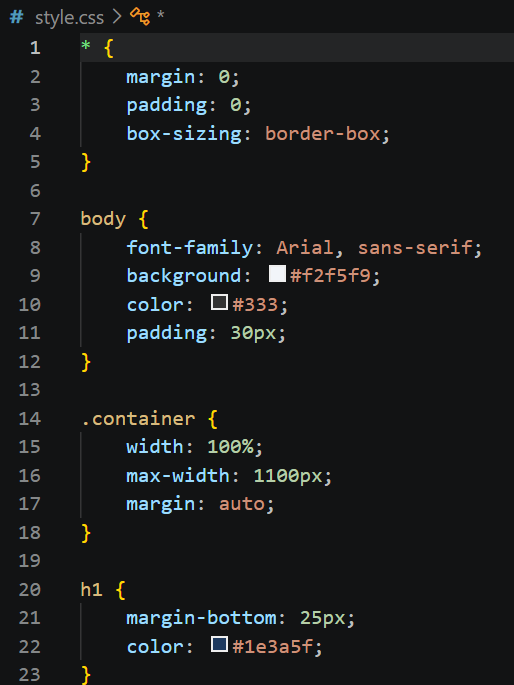 # style.css > *
1 * {
2 margin: 0;
3 padding: 0;
4 box-sizing: border-box;
5 }
6
7 body {
8 font-family: Arial, sans-serif;
9 background: #f2f5f9;
10 color: #333;
11 padding: 30px;
12 }
13
14 .container {
15 width: 100%;
16 max-width: 1100px;
17 margin: auto;
18 }
19
20 h1 {
21 margin-bottom: 25px;
22 color: #1e3a5f;
23 }